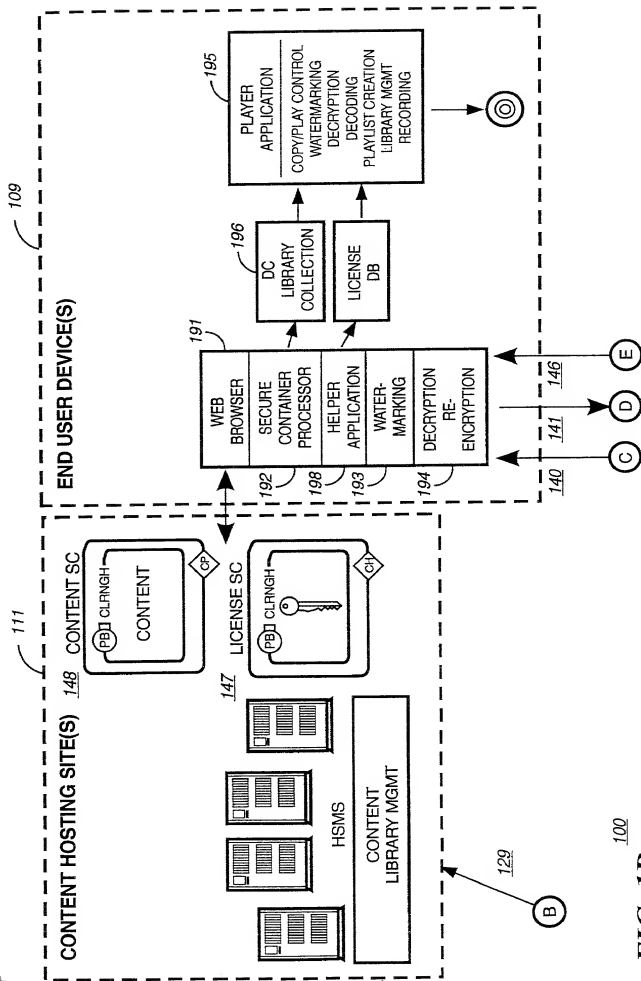 109
END USER DEVICE(S)
195
PLAYER
APPLICATION
COPY/PLAY CONTROL
WATERMARKING
DECRYPTION
DECODING
PLAYLIST CREATION
LIBRARY MGMT
RECORDING
196
DC
LIBRARY
COLLECTION
LICENSE
DB
191
WEB
BROWSER
SECURE
CONTAINER
PROCESSOR
HELPER
APPLICATION
WATER-
MARKING
DECRYPTION
RE-
ENCRYPTION
192
198
193
194
146
141
140
E
D
C
111
CONTENT HOSTING SITE(S)
148
CONTENT SC
PB
CLRNGH
CONTENT
CP
147
LICENSE SC
PB
CLRNGH
CH
HSMS
CONTENT
LIBRARY MGMT
129
B
100